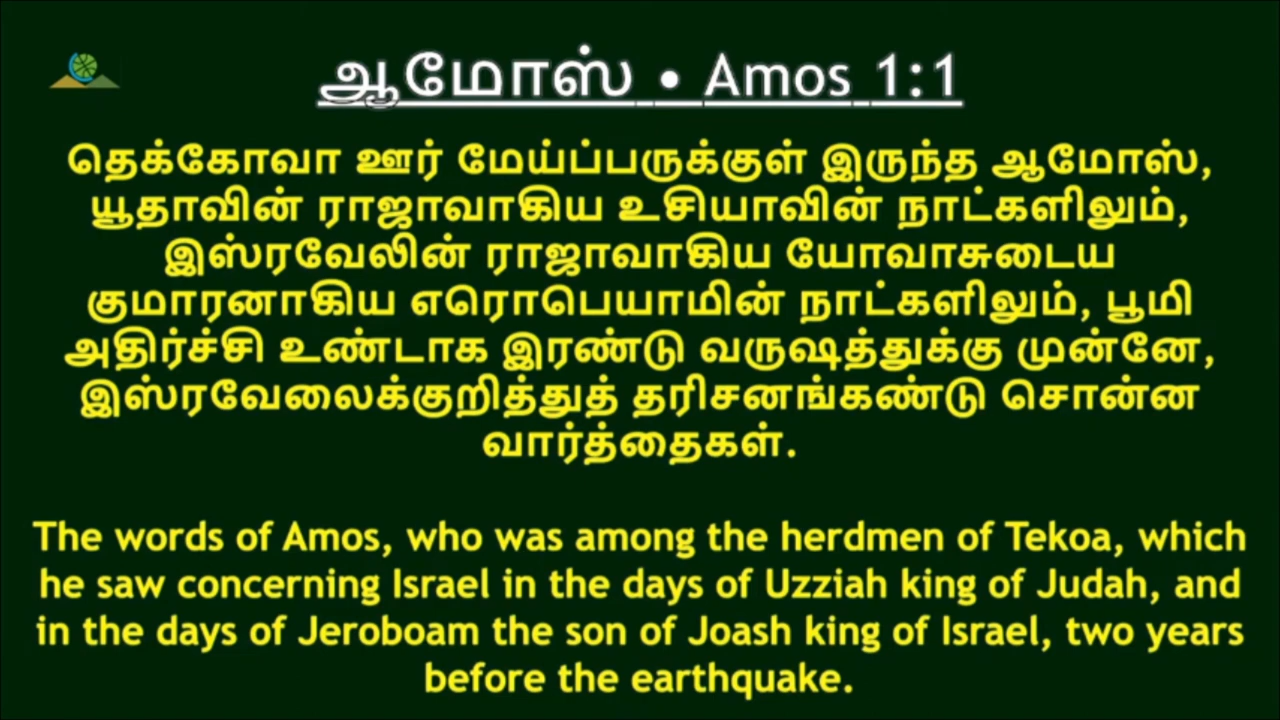 ஆமோஸ் • Amos 1:1
தெக்கோவா ஊர் மேய்ப்பருக்குள் இருந்த ஆமோஸ்,
யூதாவின் ராஜாவாகிய உசியாவின் நாட்களிலும்,
இஸ்ரவேலின் ராஜாவாகிய யோவாசுடைய
குமாரனாகிய எரொபெயாமின் நாட்களிலும், பூமி
அதிர்ச்சி உண்டாக இரண்டு வருஷத்துக்கு முன்னே,
இஸ்ரவேலைக்குறித்துத் தரிசனங்கண்டு சொன்ன
வார்த்தைகள்.
The words of Amos, who was among the herdmen of Tekoa, which
he saw concerning Israel in the days of Uzziah king of Judah, and
in the days of Jeroboam the son of Joash king of Israel, two years
before the earthquake.